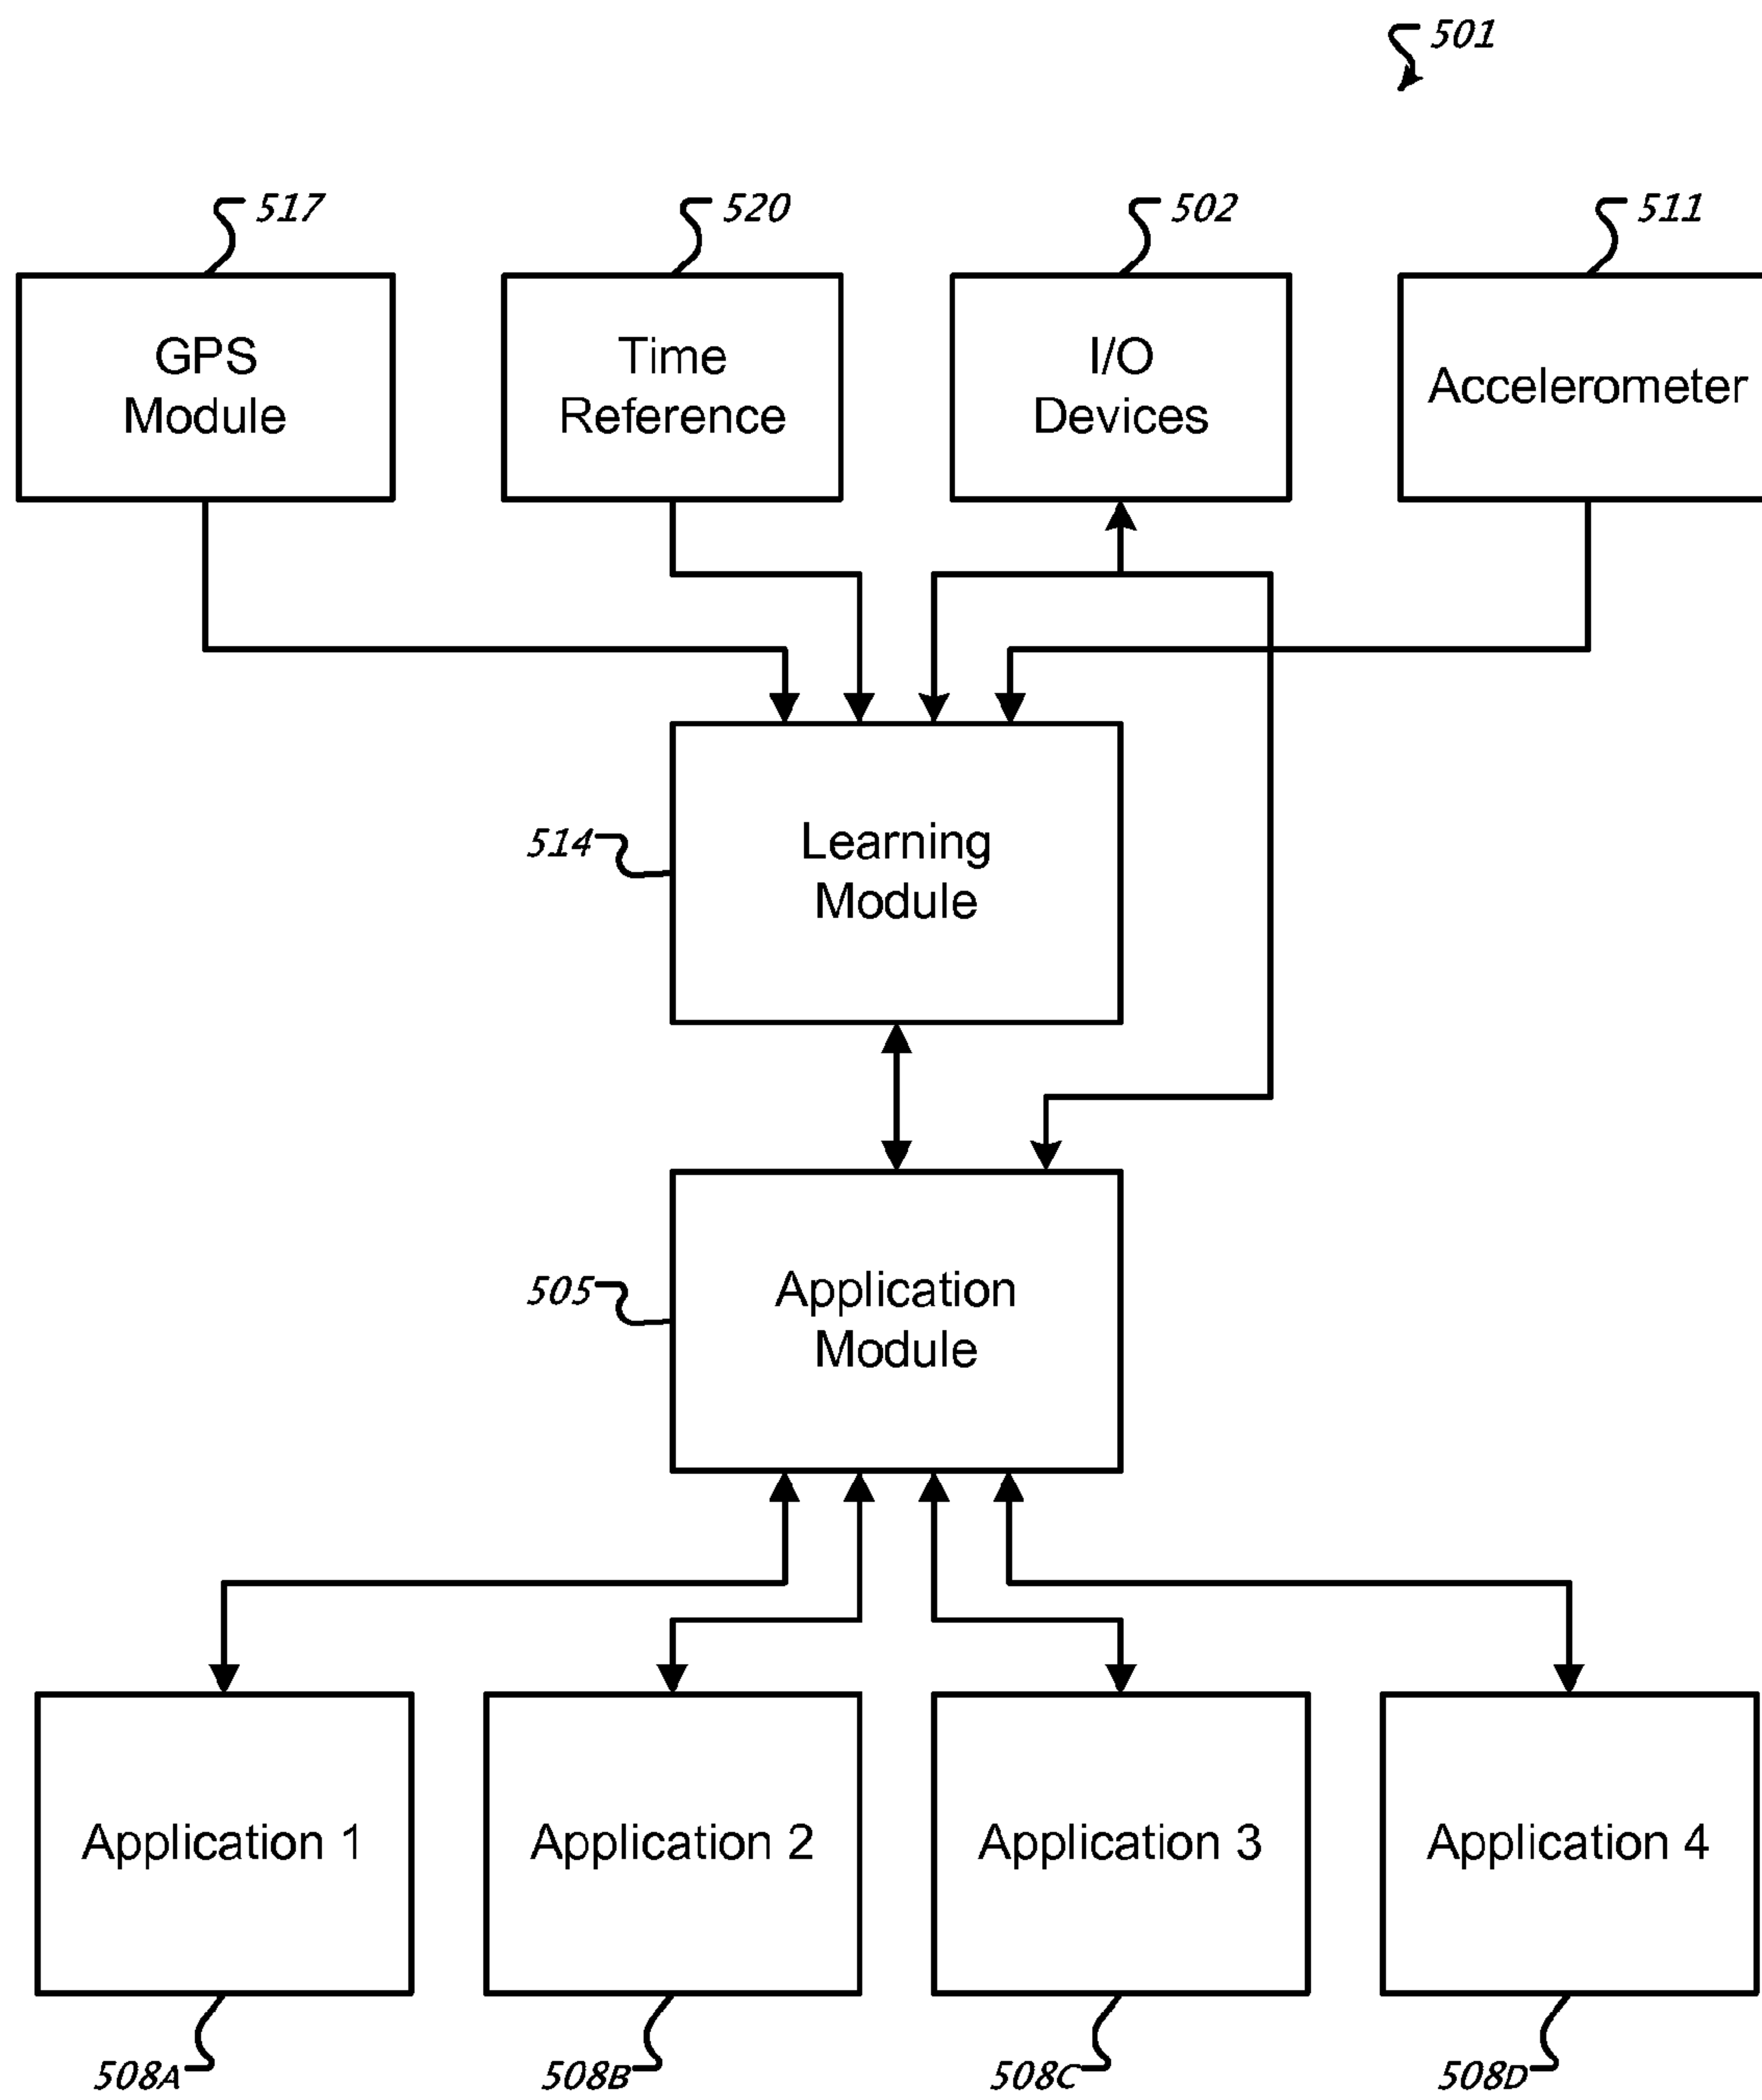 501
517
520
502
511
GPS
Module
Time
Reference
I/O
Devices
Accelerometer
514
Learning
Module
505
Application
Module
Application 1
Application 2
Application 3
Application 4
508A
508B
508C
508D